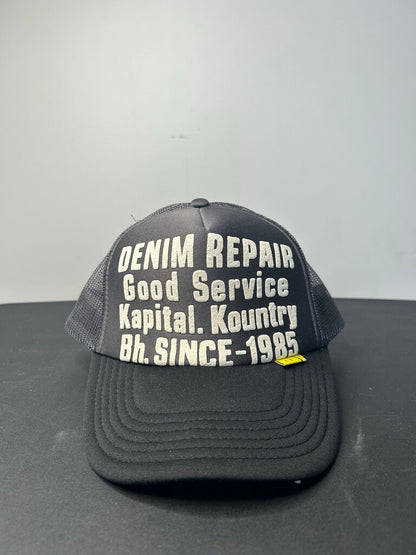 DENIM REPAIR
Good Service
Kapital. Kountry
Bh. SINCE-1985